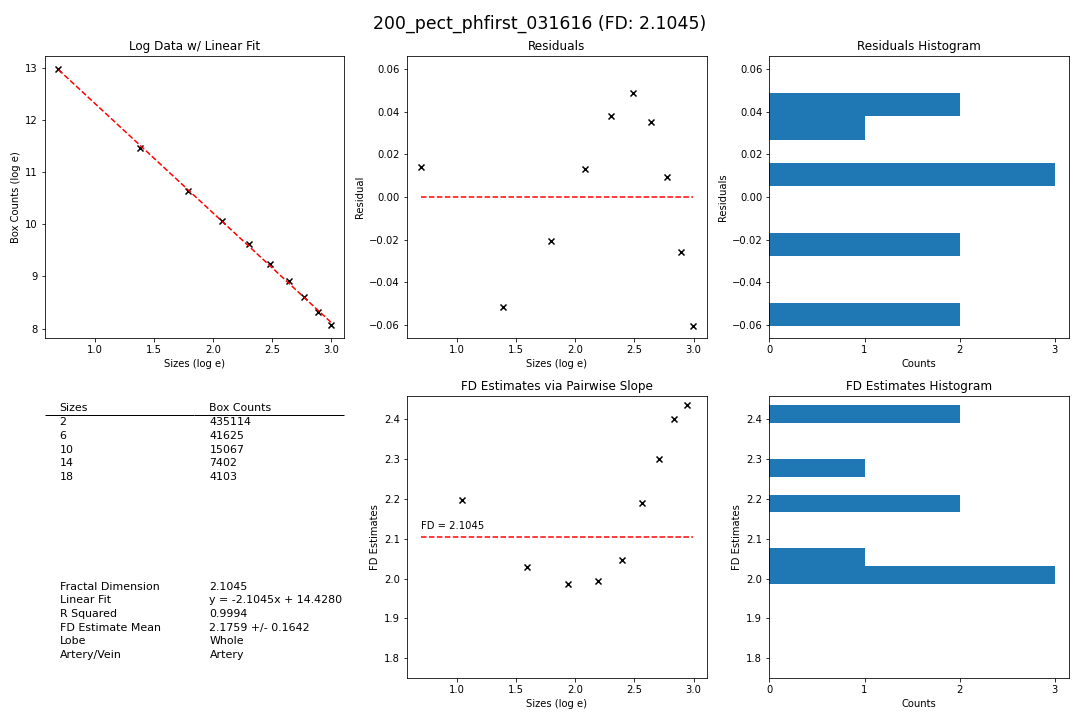 200_pect_phfirst_031616 (FD: 2.1045)
Log Data w/ Linear Fit
13
12
11
10
9
8
Box Counts (log e)
1.0 1.5 2.0 2.5 3.0
Sizes (log e)
Residuals
0.06
0.04
0.02
0.00
−0.02
−0.04
−0.06
Residual
1.0 1.5 2.0 2.5 3.0
Sizes (log e)
Residuals Histogram
0.06
0.04
0.02
0.00
−0.02
−0.04
−0.06
Residuals
0 1 2 3
Counts
Sizes Box Counts
2 435114
6 41625
10 15067
14 7402
18 4103
Fractal Dimension 2.1045
Linear Fit y = -2.1045x + 14.4280
R Squared 0.9994
FD Estimate Mean 2.1759 +/- 0.1642
Lobe Whole
Artery/Vein Artery
FD Estimates via Pairwise Slope
2.4
2.3
2.2
2.1
2.0
1.9
1.8
FD Estimates
FD = 2.1045
1.0 1.5 2.0 2.5 3.0
Sizes (log e)
FD Estimates Histogram
2.4
2.3
2.2
2.1
2.0
1.9
1.8
FD Estimates
0 1 2 3
Counts